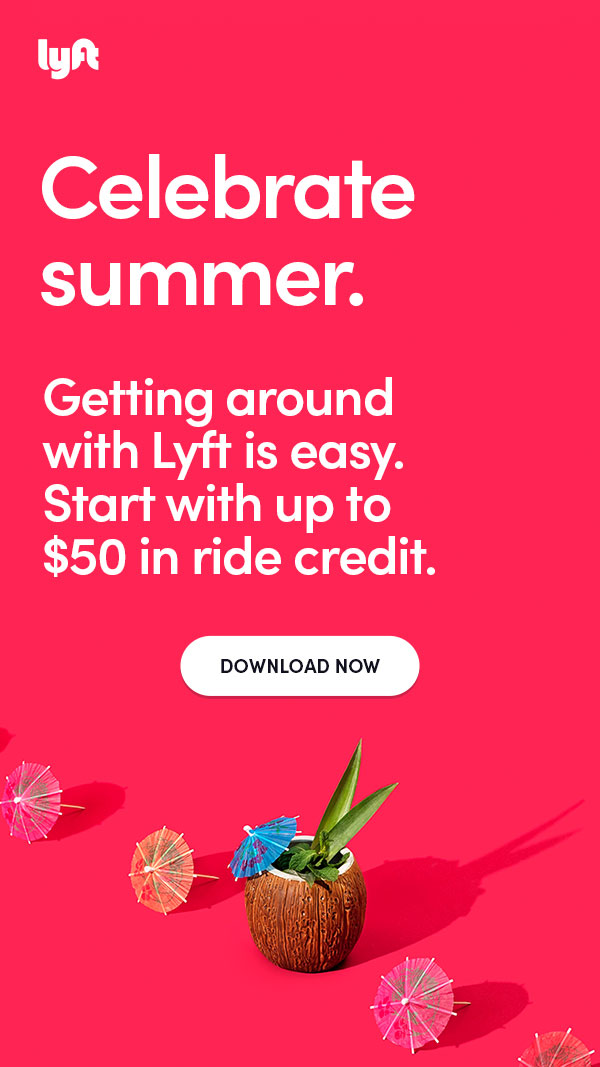 lyft
Celebrate
summer.
Getting around
with Lyft is easy.
Start with up to
$50 in ride credit.
DOWNLOAD NOW